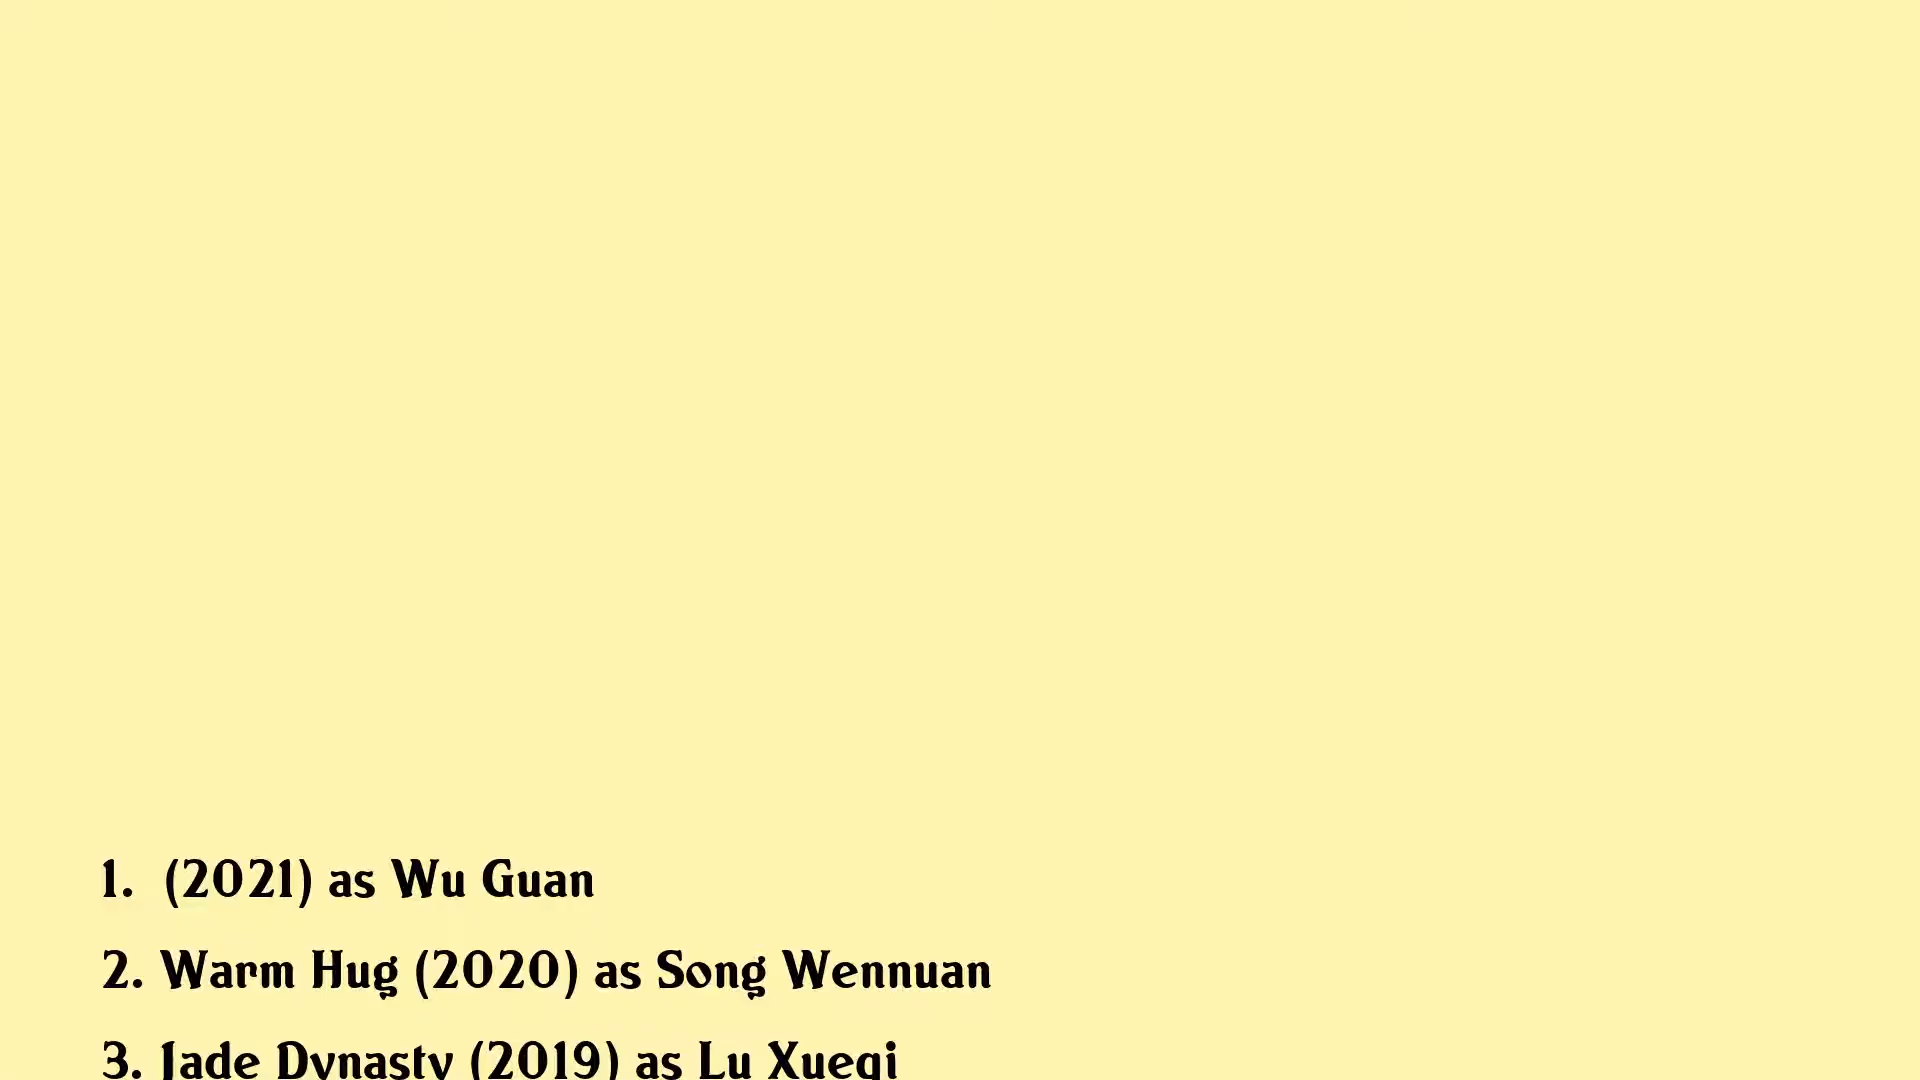 1. (2021) as Wu Guan
2. Warm Hug (2020) as Song Wennuan
3. Jade Dynasty (2019) as Lu Xueqi